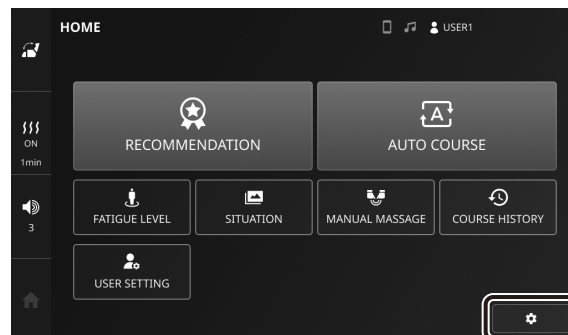 HOME
USER1
ON
1min
3
RECOMMENDATION
A
AUTO COURSE
FATIGUE LEVEL
SITUATION
MANUAL MASSAGE
COURSE HISTORY
USER SETTING